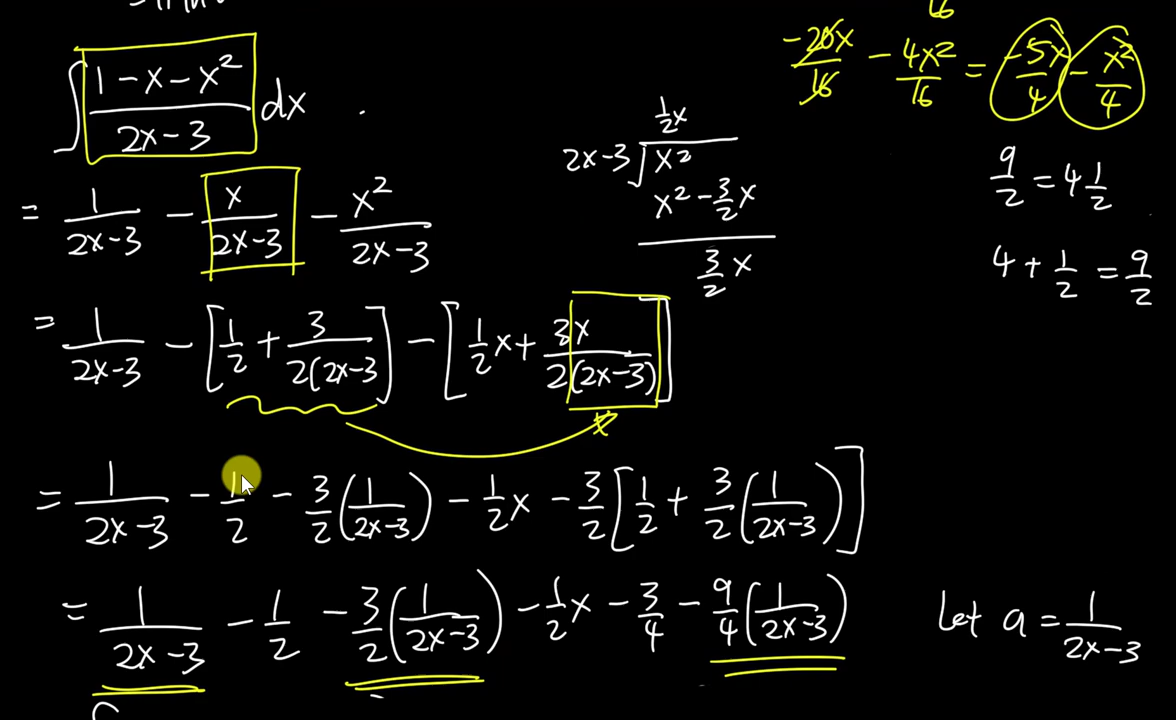 ∫ (1 - x - x²)/(2x - 3) dx .
= 1/(2x-3) - x/(2x-3) - x²/(2x-3)
= 1/(2x-3) - [1/2 + 3/(2(2x-3)] - [1/2 x + 3x/(2(2x-3))]
= 1/(2x-3) - 1/2 - 3/2 (1/(2x-3)) - 1/2 x - 3/2 [1/2 + 3/2 (1/(2x-3))]
= 1/(2x-3) - 1/2 - 3/2 (1/(2x-3)) - 1/2 x - 3/4 - 9/4 (1/(2x-3))
1/2 x
2x-3 √ x²
x² - 3/2 x
3/2 x
16
-20x/16 - 4x²/16 = -5x/4 - x²/4
9/2 = 4 1/2
4 + 1/2 = 9/2
Let a = 1/(2x-3)